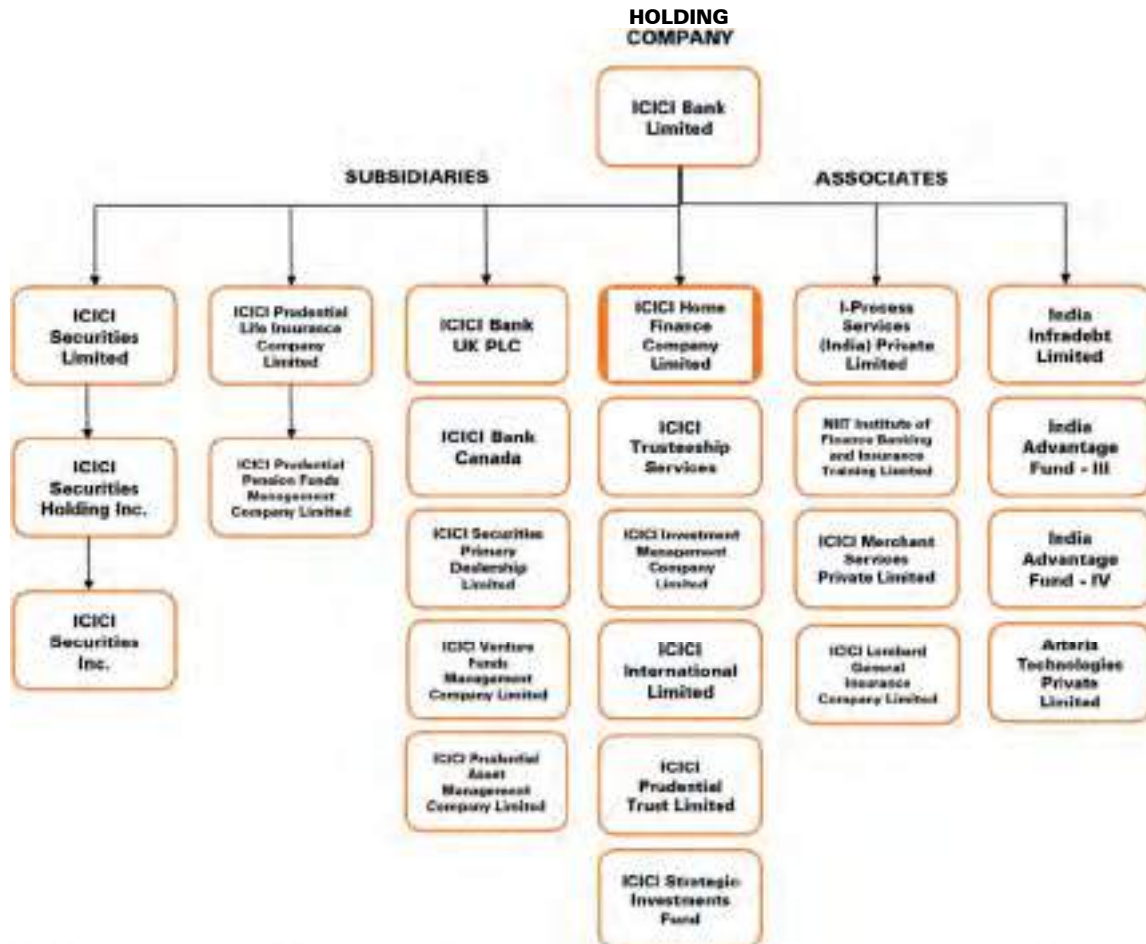 HOLDING
COMPANY
ICICI Bank
Limited
SUBSIDIARIES
ASSOCIATES
ICICI
Securities
Limited
ICICI
Securities
Holding Inc.
ICICI
Securities
Inc.
ICICI Prudential
Life Insurance
Company
Limited
ICICI Prudential
Pension Funds
Management
Company Limited
ICICI Bank
UK PLC
ICICI Bank
Canada
ICICI Securities
Primary
Dealership
Limited
ICICI Venture
Funds
Management
Company Limited
ICICI Prudential
Asset
Management
Company Limited
ICICI Home
Finance
Company
Limited
ICICI
Trusteeship
Services
ICICI Investment
Management
Company
Limited
ICICI
International
Limited
ICICI
Prudential
Trust Limited
ICICI Strategic
Investments
Fund
I-Process
Services
(India) Private
Limited
NIIT Institute of
Finance Banking
and Insurance
Training Limited
ICICI Merchant
Services
Private Limited
ICICI Lombard
General
Insurance
Company Limited
India
Infradebt
Limited
India
Advantage
Fund - III
India
Advantage
Fund - IV
Arteria
Technologies
Private
Limited